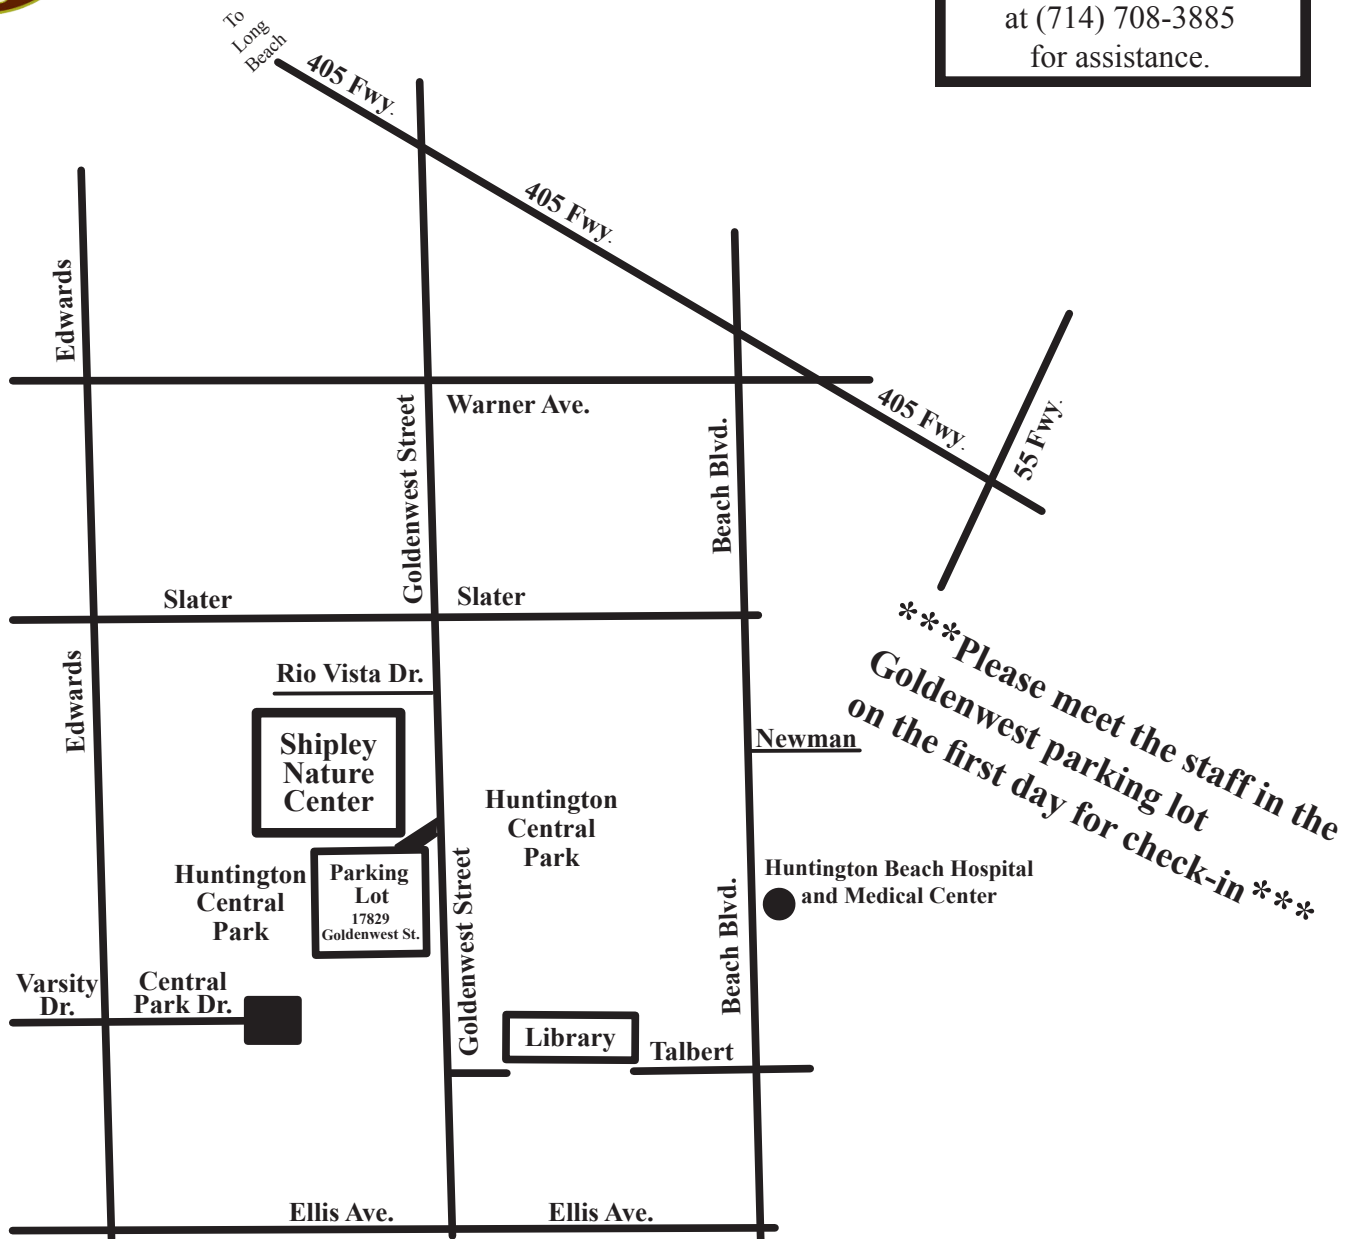 at (714) 708-3885
for assistance.
To
Long
Beach
405 Fwy.
405 Fwy.
405 Fwy.
55 Fwy.
Edwards
Warner Ave.
Goldenwest Street
Beach Blvd.
Slater
Slater
Edwards
Rio Vista Dr.
Shipley
Nature
Center
Newman
***Please meet the staff in the
Goldenwest parking lot
on the first day for check-in ***
Huntington
Central
Park
Huntington
Central
Park
Parking
Lot
17829
Goldenwest St.
Goldenwest Street
Beach Blvd.
Huntington Beach Hospital
and Medical Center
Varsity
Dr.
Central
Park Dr.
Library
Talbert
Ellis Ave.
Ellis Ave.